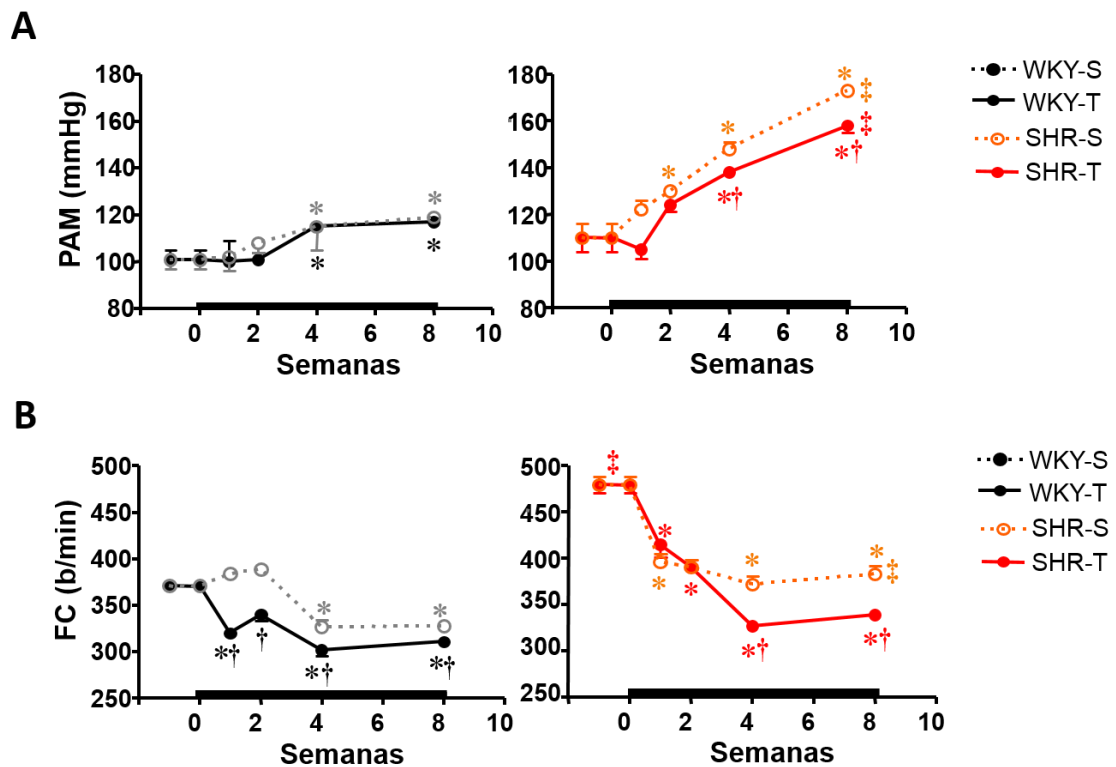 A
PAM (mmHg)
180
160
140
120
100
80
0 2 4 6 8 10
Semanas
* * * *
180
160
140
120
100
80
0 2 4 6 8 10
Semanas
* * * ‡ ‡ *† *†
WKY-S
WKY-T
SHR-S
SHR-T
B
FC (b/min)
500
450
400
350
300
250
0 2 4 6 8 10
Semanas
* * *† † *† *†
500
450
400
350
300
250
0 2 4 6 8 10
Semanas
‡ * * * * * ‡ *† *†
WKY-S
WKY-T
SHR-S
SHR-T